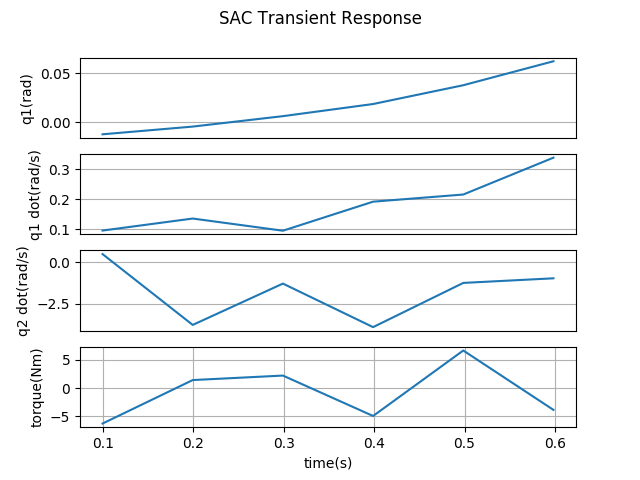 SAC Transient Response
q1(rad)
0.05
0.00
q1 dot(rad/s)
0.3
0.2
0.1
q2 dot(rad/s)
0.0
−2.5
torque(Nm)
5
0
−5
0.1 0.2 0.3 0.4 0.5 0.6
time(s)